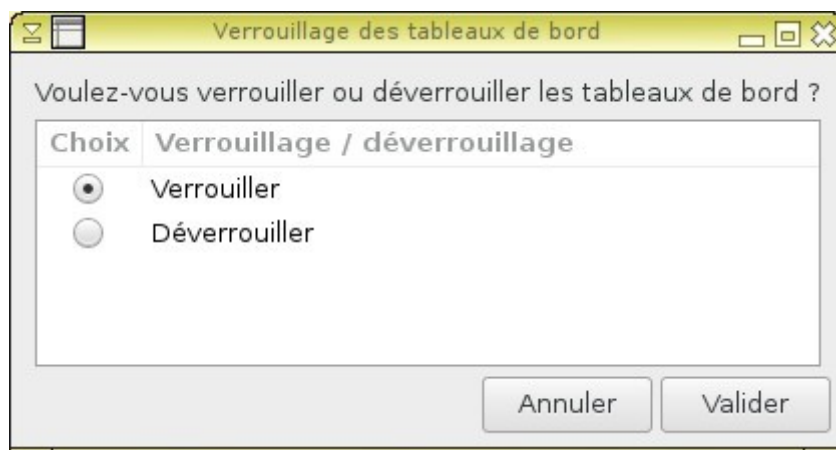 Verrouillage des tableaux de bord
Voulez-vous verrouiller ou déverrouiller les tableaux de bord ?
Choix Verrouillage / déverrouillage
Verrouiller
Déverrouiller
Annuler Valider